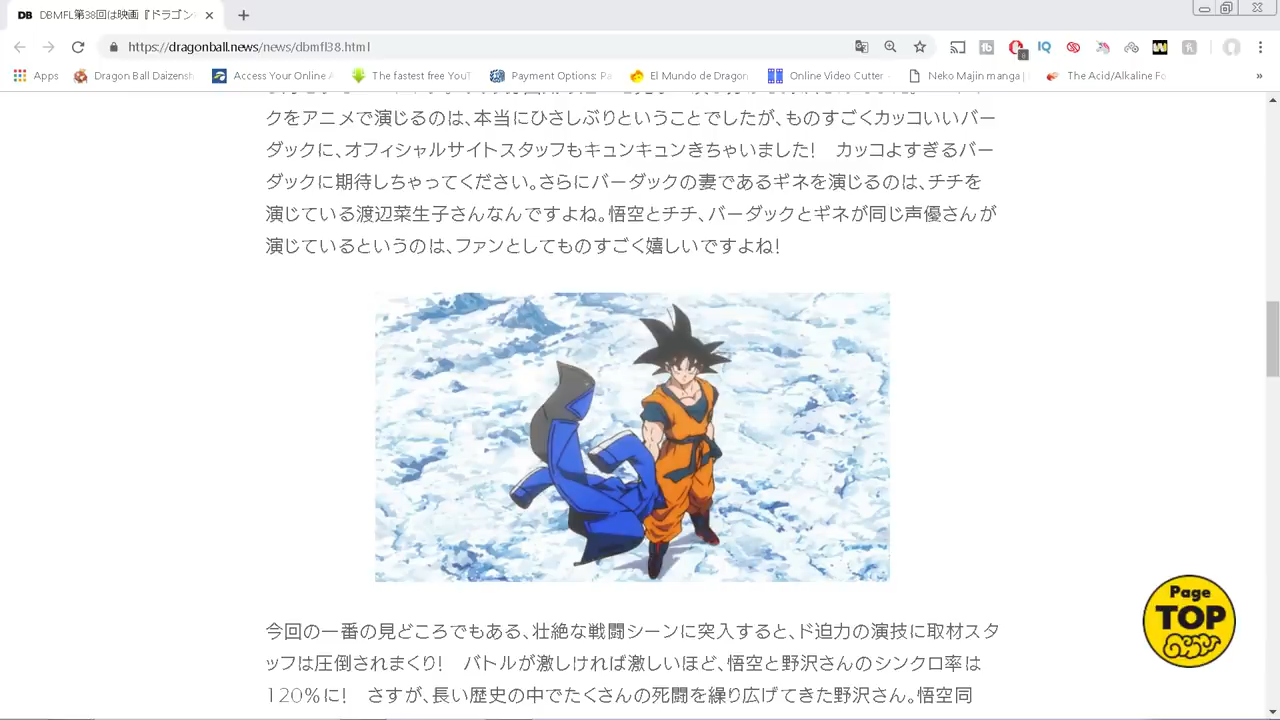 DB DBMFL第38回は映画『ドラゴン
https://dragonball.news/news/dbmfl38.html
Apps Dragon Ball Daizensh Access Your Online A The fastest free YouT Payment Options: Pa El Mundo de Dragon Online Video Cutter - Neko Majin manga | The Acid/Alkaline Fo »
クをアニメで演じるのは、本当にひさしぶりということでしたが、ものすごくカッコいいバー
ダックに、オフィシャルサイトスタッフもキュンキュンきちゃいました！ カッコよすぎるバー
ダックに期待しちゃってください。さらにバーダックの妻であるギネを演じるのは、チチを
演じている渡辺菜生子さんなんですよね。悟空とチチ、バーダックとギネが同じ声優さんが
演じているというのは、ファンとしてものすごく嬉しいですよね！
Page
TOP
今回の一番の見どころでもある、壮絶な戦闘シーンに突入すると、ド迫力の演技に取材スタ
ッフは圧倒されまくり！ バトルが激しければ激しいほど、悟空と野沢さんのシンクロ率は
120％に！ さすが、長い歴史の中でたくさんの死闘を繰り広げてきた野沢さん。悟空同